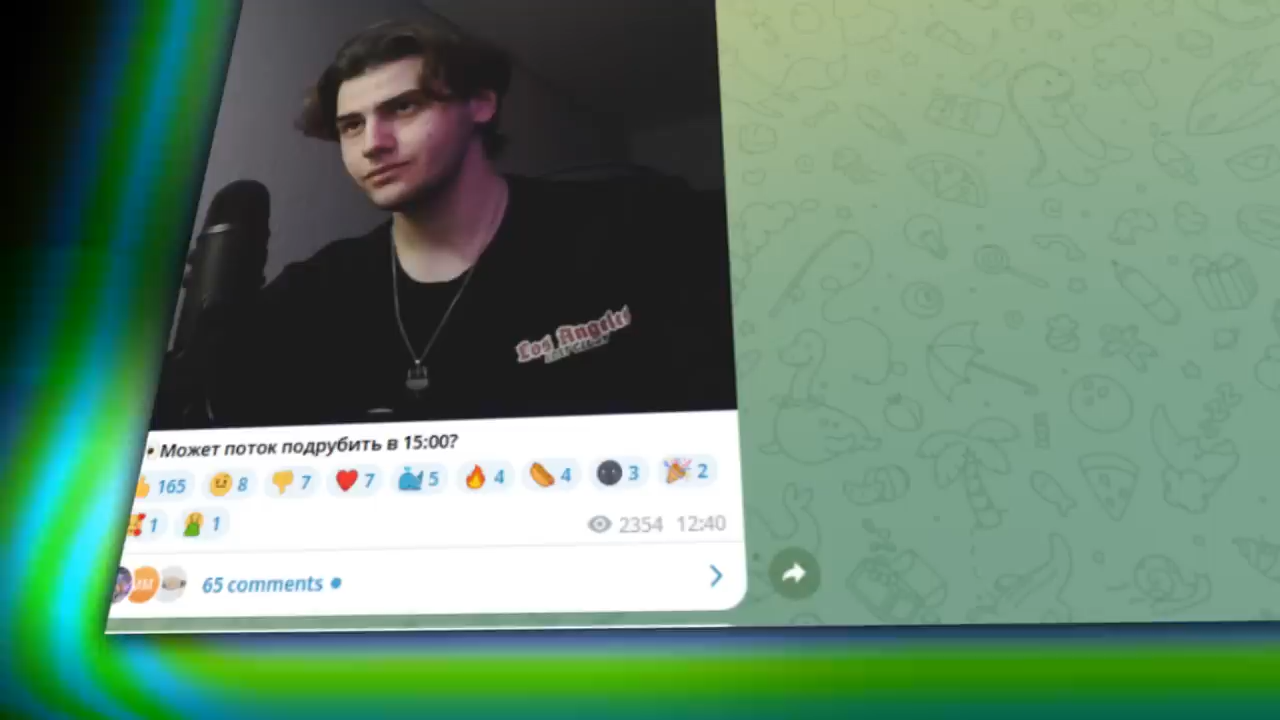 Los Angeles
• Может поток подрубить в 15:00?
165 8 7 7 5 4 4 3 2
1 1
2354 12:40
65 comments